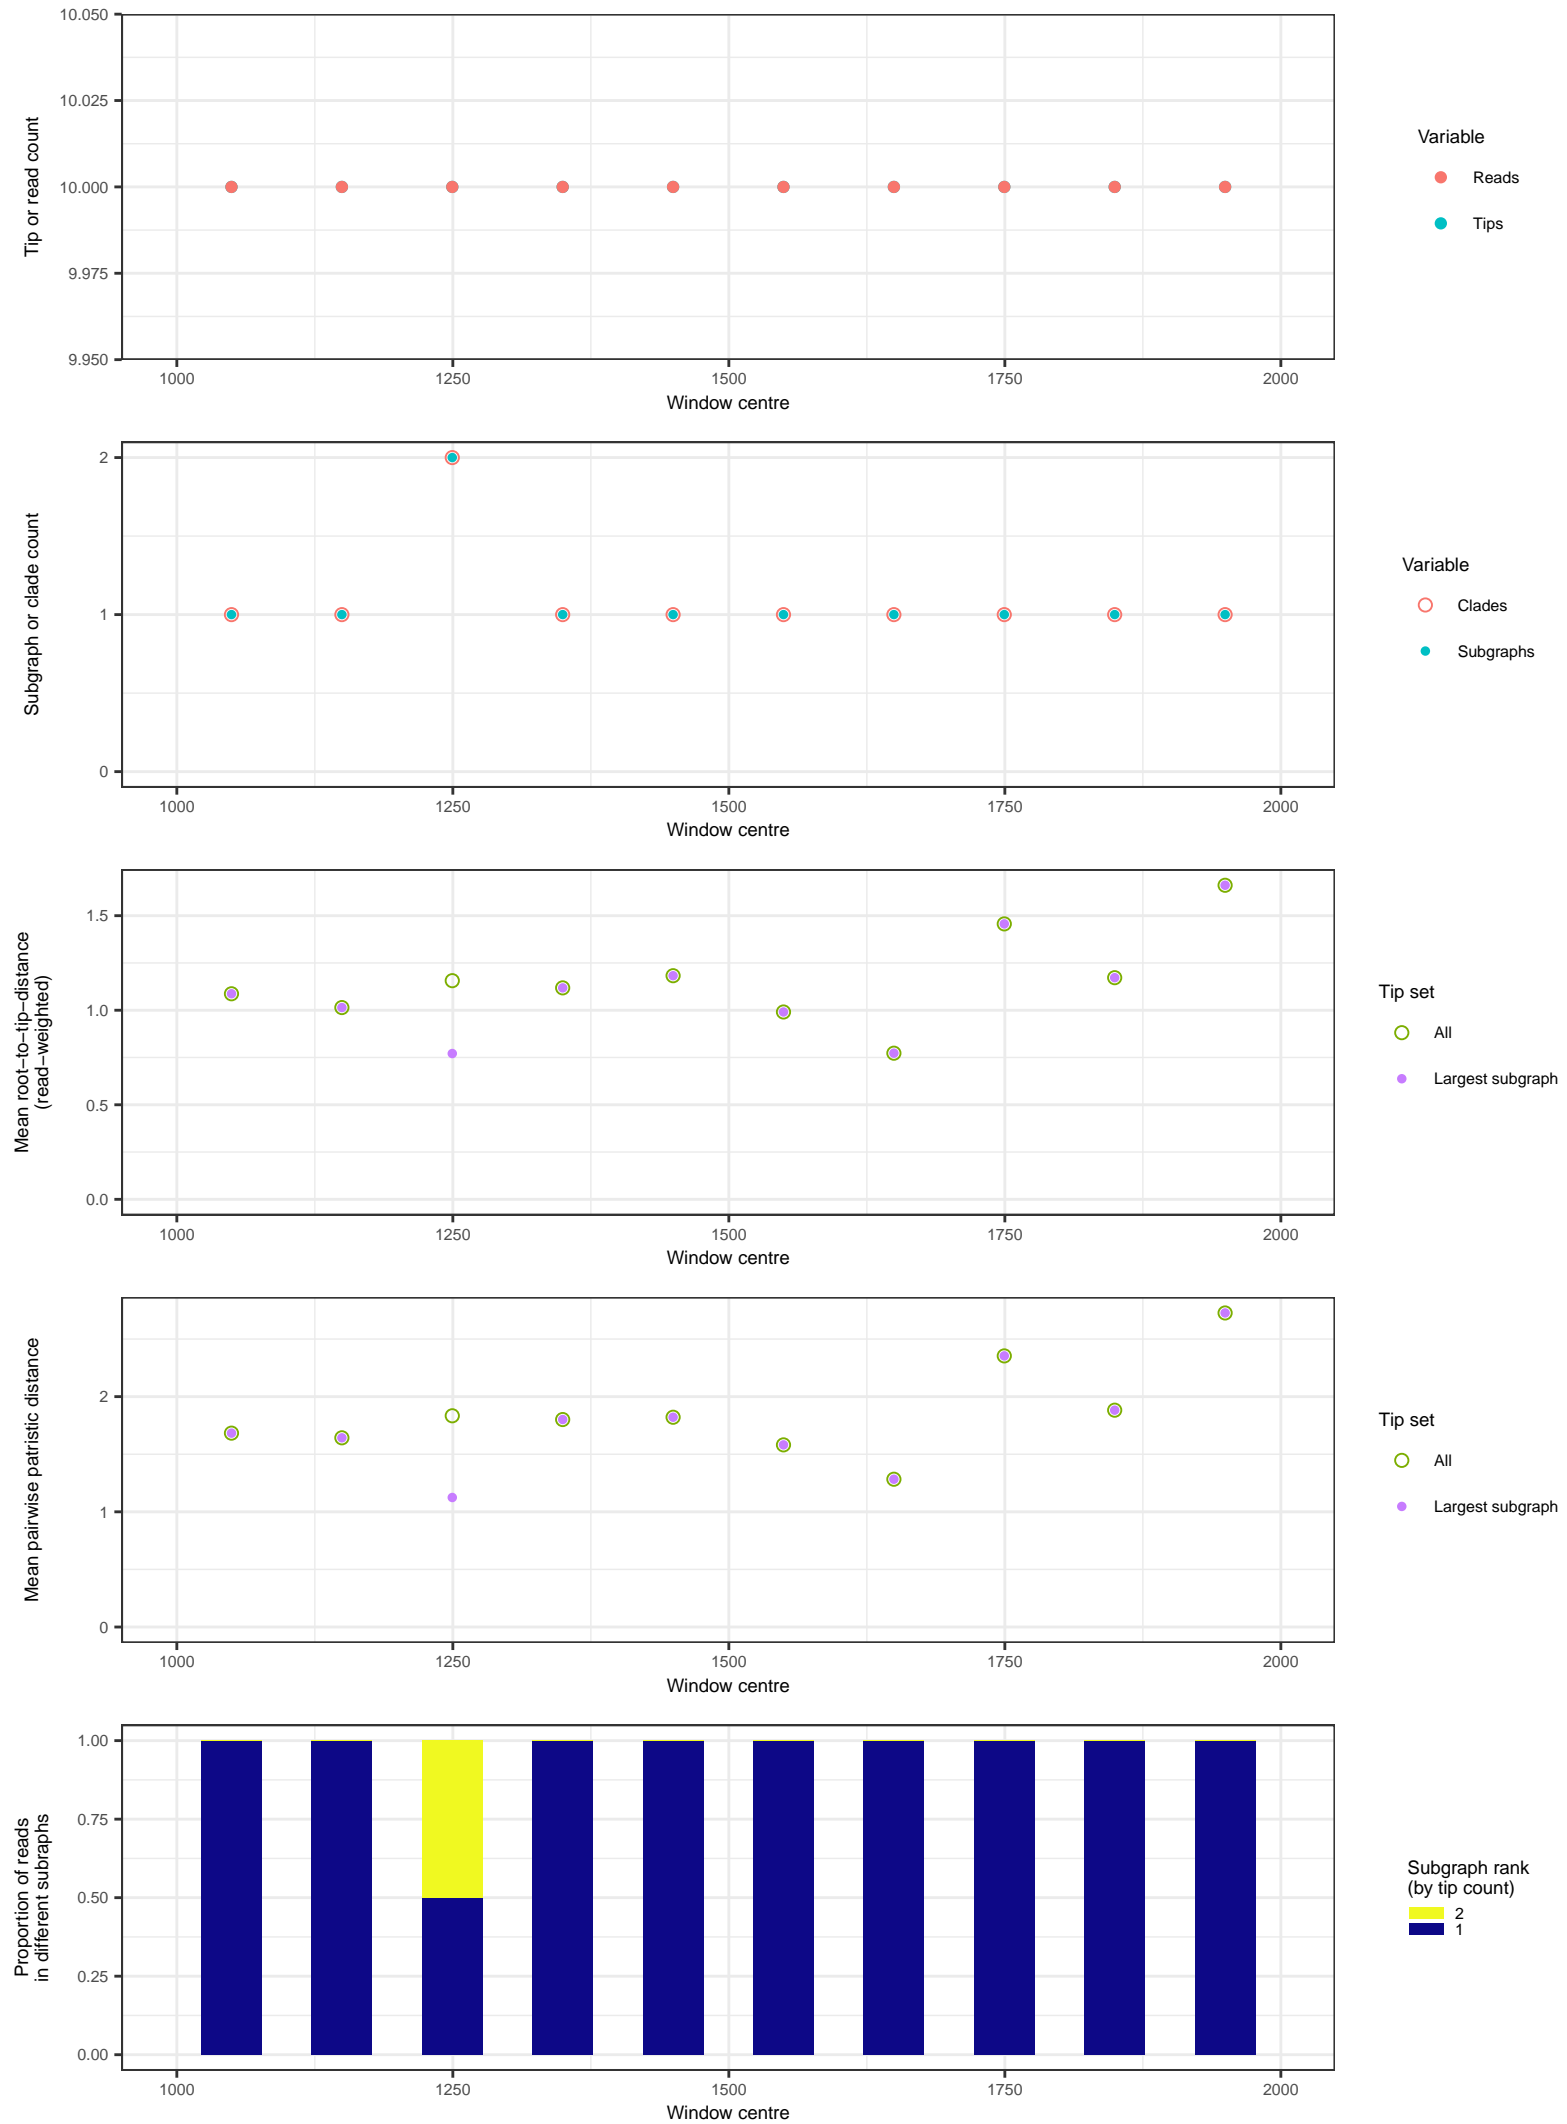 10.050
10.025
10.000
9.975
9.950
Tip or read count
1000 1250 1500 1750 2000
Window centre
Variable
Reads
Tips
2
1
0
Subgraph or clade count
1000 1250 1500 1750 2000
Window centre
Variable
Clades
Subgraphs
1.5
1.0
0.5
0.0
Mean root−to−tip−distance
(read−weighted)
1000 1250 1500 1750 2000
Window centre
Tip set
All
Largest subgraph
2
1
0
Mean pairwise patristic distance
1000 1250 1500 1750 2000
Window centre
Tip set
All
Largest subgraph
1.00
0.75
0.50
0.25
0.00
Proportion of reads
in different subraphs
1000 1250 1500 1750 2000
Window centre
Subgraph rank
(by tip count)
2
1